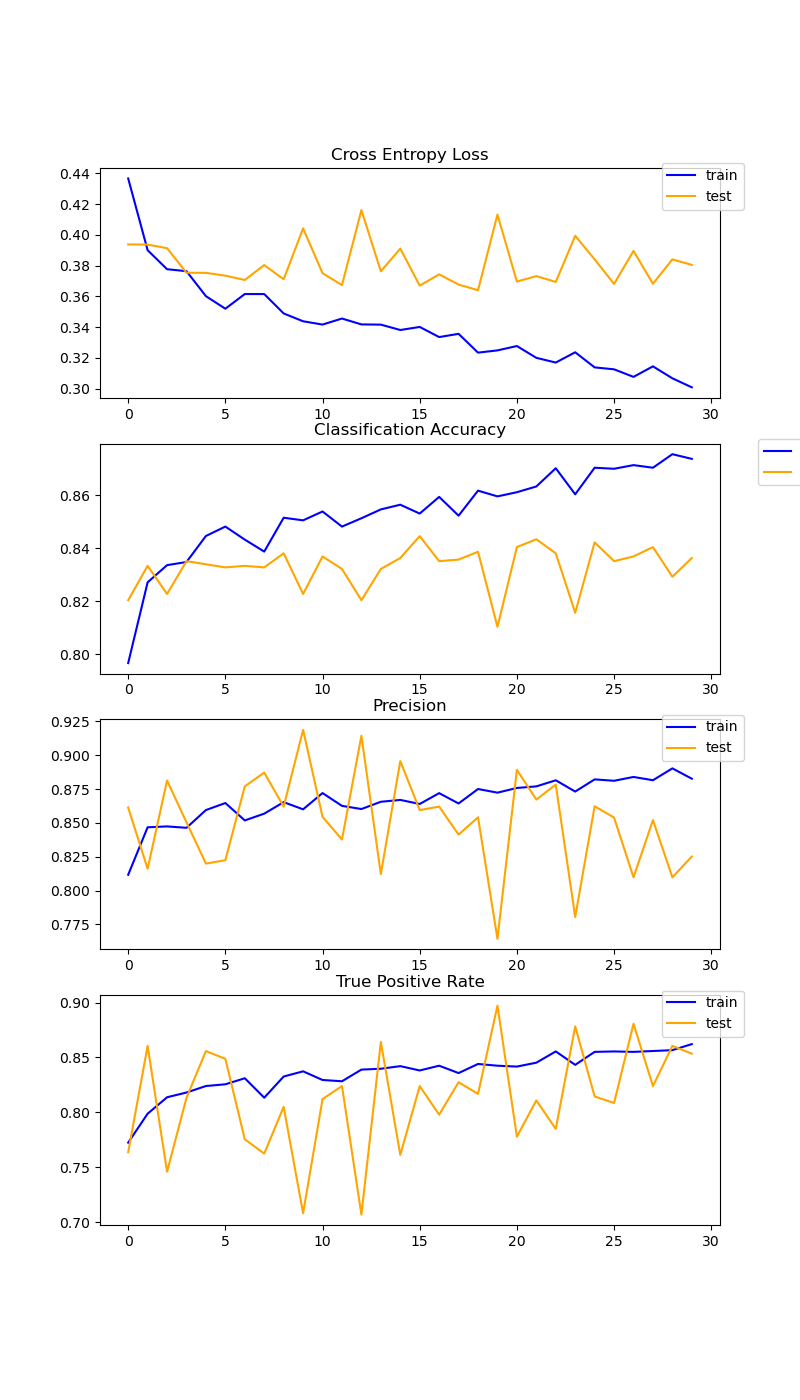 Cross Entropy Loss
0.44
0.42
0.40
0.38
0.36
0.34
0.32
0.30
train
test
0 5 10 15 20 25 30
Classification Accuracy
0.86
0.84
0.82
0.80
0 5 10 15 20 25 30
Precision
0.925
0.900
0.875
0.850
0.825
0.800
0.775
train
test
0 5 10 15 20 25 30
True Positive Rate
0.90
0.85
0.80
0.75
0.70
train
test
0 5 10 15 20 25 30